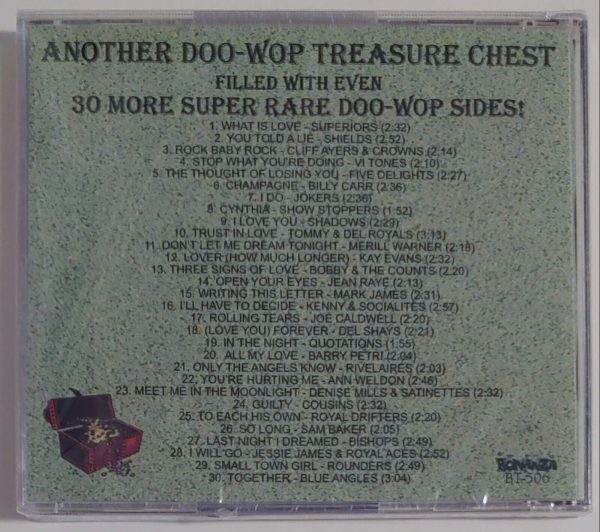 ANOTHER DOO-WOP TREASURE CHEST
FILLED WITH EVEN
30 MORE SUPER RARE DOO-WOP SIDES!
1. WHAT IS LOVE - SUPERIORS (2:32)
2. YOU TOLD A LIE - SHIELDS (2:52)
3. ROCK BABY ROCK - CLIFF AYERS & CROWNS (2:14)
4. STOP WHAT YOU'RE DOING - VI TONES (2:10)
5. THE THOUGHT OF LOSING YOU - FIVE DELIGHTS (2:27)
6. CHAMPAGNE - BILLY CARR (2:36)
7. I DO - JOKERS (2:36)
8. CYNTHIA - SHOW STOPPERS (1:52)
9. I LOVE YOU - SHADOWS (2:29)
10. TRUST IN LOVE - TOMMY & DEL ROYALS (3:13)
11. DON'T LET ME DREAM TONIGHT - MERILL WARNER (2:18)
12. LOVER (HOW MUCH LONGER) - KAY EVANS (2:32)
13. THREE SIGNS OF LOVE - BOBBY & THE COUNTS (2:20)
14. OPEN YOUR EYES - JEAN RAYE (2:13)
15. WRITING THIS LETTER - MARK JAMES (2:31)
16. I'LL HAVE TO DECIDE - KENNY & SOCIALITES (2:57)
17. ROLLING TEARS - JOE CALDWELL (2:20)
18. (LOVE YOU) FOREVER - DEL SHAYS (2:21)
19. IN THE NIGHT - QUOTATIONS (1:55)
20. ALL MY LOVE - BARRY PETRI (2:04)
21. ONLY THE ANGELS KNOW - RIVELAIRES (2:03)
22. YOU'RE HURTING ME - ANN WELDON (2:46)
23. MEET ME IN THE MOONLIGHT - DENISE MILLS & SATINETTES (2:32)
24. GUILTY - COUSINS (2:32)
25. TO EACH HIS OWN - ROYAL DRIFTERS (2:20)
26. SO LONG - SAM BAKER (2:05)
27. LAST NIGHT I DREAMED - BISHOPS (2:49)
28. I WILL GO - JESSIE JAMES & ROYAL ACES (2:52)
29. SMALL TOWN GIRL - ROUNDERS (2:49)
30. TOGETHER - BLUE ANGLES (3:04)
BONANZA
BT-506